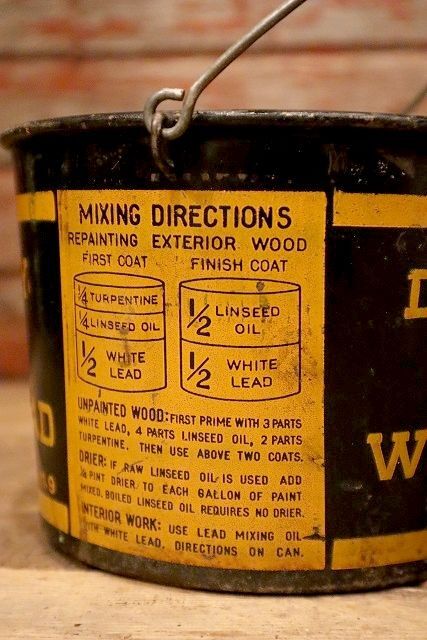 MIXING DIRECTIONS
REPAINTING EXTERIOR WOOD
FIRST COAT
1/4 TURPENTINE
1/4 LINSEED OIL
1/2 WHITE LEAD
FINISH COAT
1/2 LINSEED OIL
1/2 WHITE LEAD
UNPAINTED WOOD: FIRST PRIME WITH 3 PARTS
WHITE LEAD, 4 PARTS LINSEED OIL, 2 PARTS
TURPENTINE. THEN USE ABOVE TWO COATS.
DRIER: IF RAW LINSEED OIL IS USED ADD
PINT DRIER TO EACH GALLON OF PAINT
MIXED. BOILED LINSEED OIL REQUIRES NO DRIER.
INTERIOR WORK: USE LEAD MIXING OIL
WITH WHITE LEAD. DIRECTIONS ON CAN.
D
9
D
W